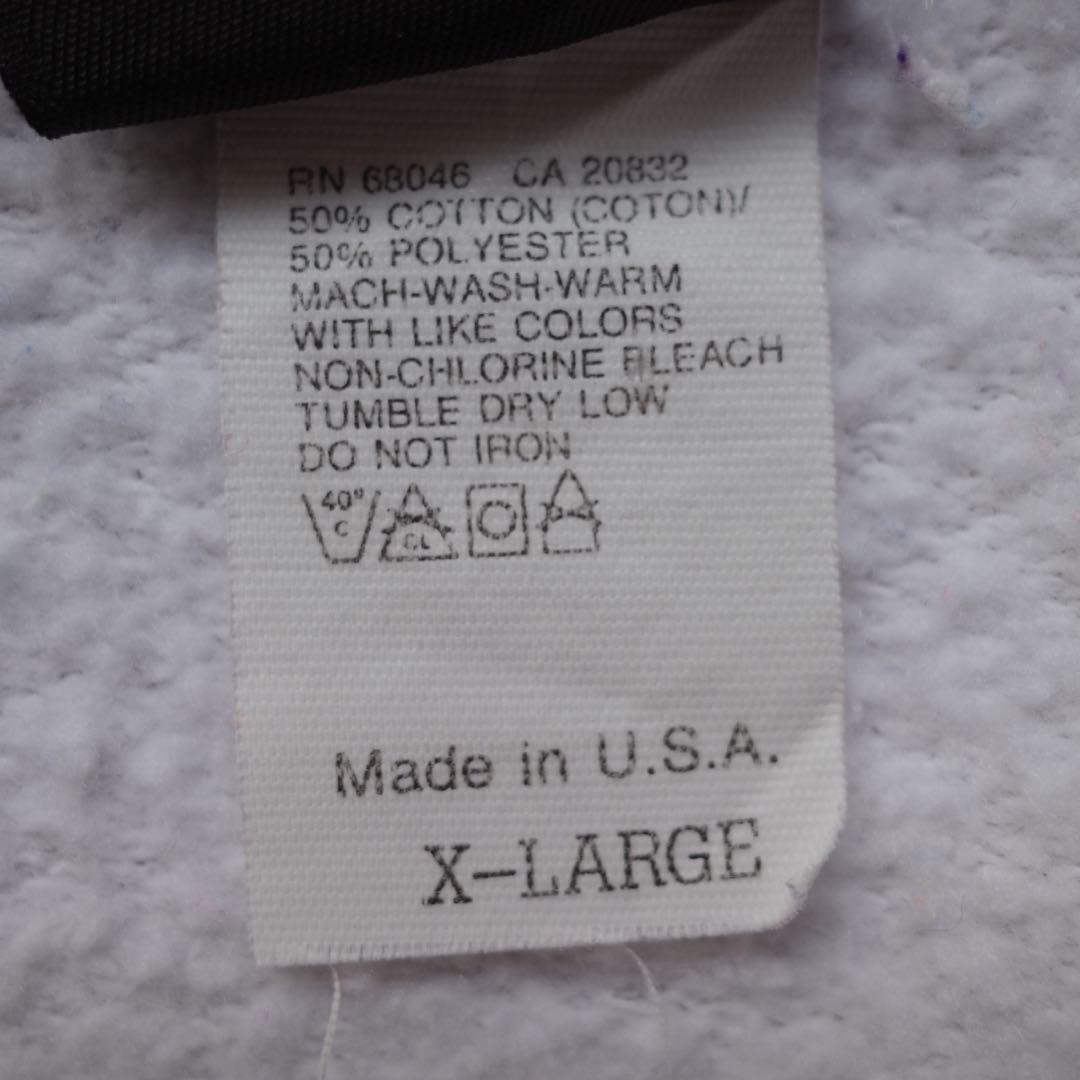 RN 68046 CA 20832
50% COTTON (COTON)/
50% POLYESTER
MACH-WASH-WARM
WITH LIKE COLORS
NON-CHLORINE BLEACH
TUMBLE DRY LOW
DO NOT IRON
40° C CL
Made in U.S.A.
X-LARGE